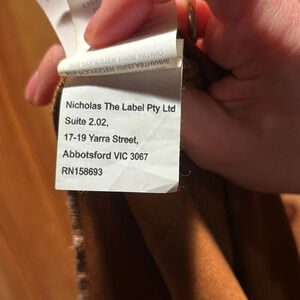 Nicholas The Label Pty Ltd
Suite 2.02,
17-19 Yarra Street,
Abbotsford VIC 3067
RN158693